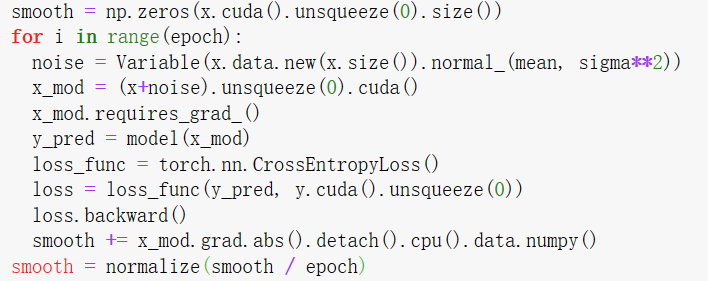 smooth = np.zeros(x.cuda().unsqueeze(0).size())
for i in range(epoch):
  noise = Variable(x.data.new(x.size()).normal_(mean, sigma**2))
  x_mod = (x+noise).unsqueeze(0).cuda()
  x_mod.requires_grad_()
  y_pred = model(x_mod)
  loss_func = torch.nn.CrossEntropyLoss()
  loss = loss_func(y_pred, y.cuda().unsqueeze(0))
  loss.backward()
  smooth += x_mod.grad.abs().detach().cpu().data.numpy()
smooth = normalize(smooth / epoch)